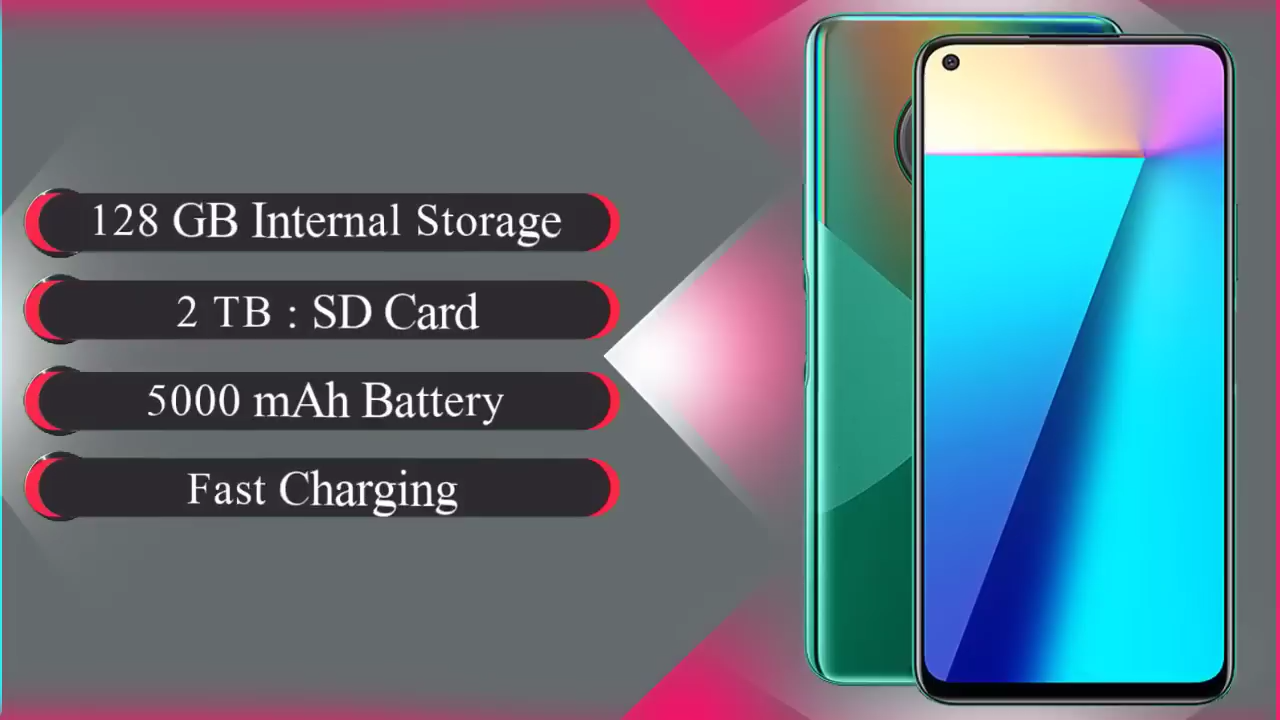 128 GB Internal Storage
2 TB : SD Card
5000 mAh Battery
Fast Charging